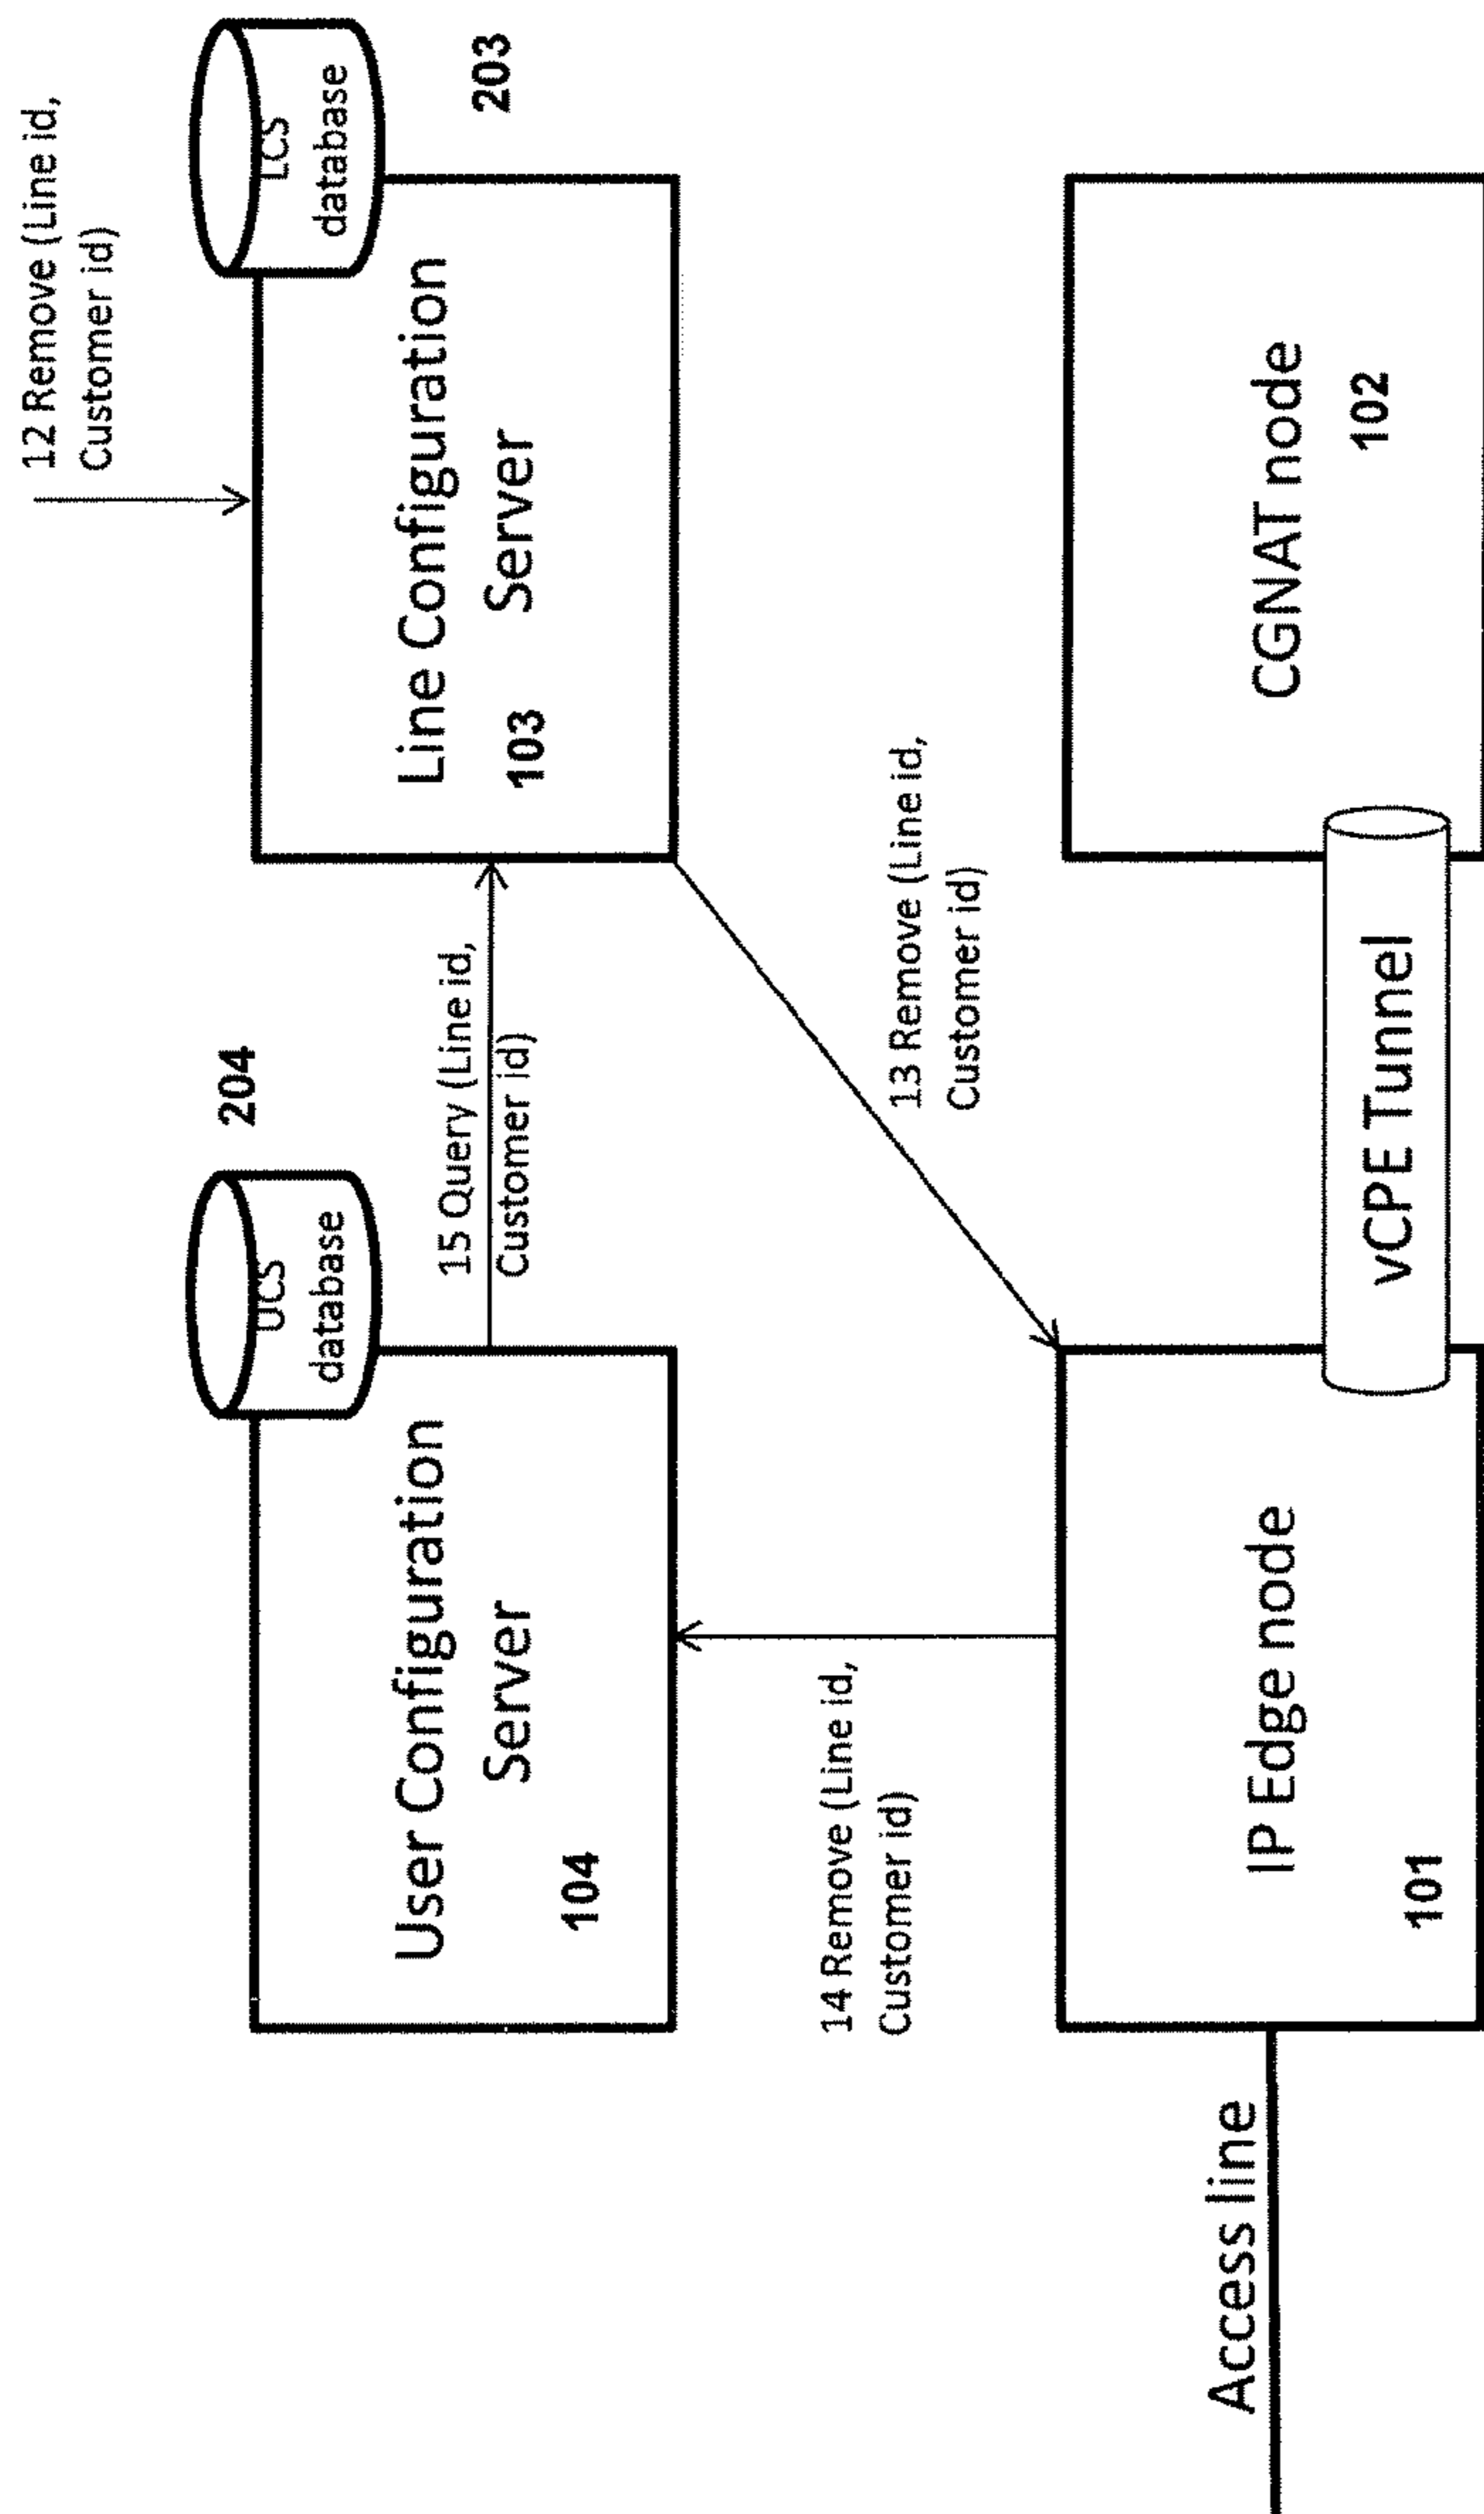 12 Remove (Line id,
Customer id)
LCS
database
203
Line Configuration
Server
103
204
UCS
database
15 Query (Line id,
Customer id)
User Configuration
Server
104
13 Remove (Line id,
Customer id)
14 Remove (Line id,
Customer id)
CGNAT node
102
vCPE Tunnel
IP Edge node
101
Access line